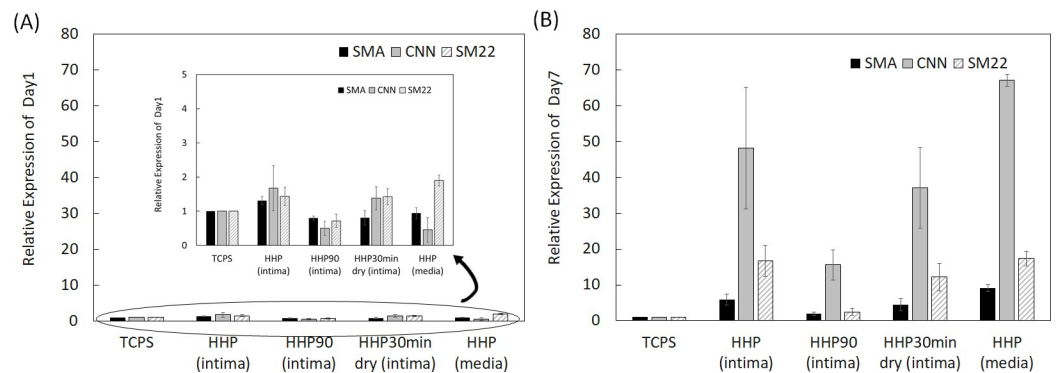 (A)
Relative Expression of Day1
80
70
60
50
40
30
20
10
0
SMA CNN SM22
Relative Expression of Day1
5
4
3
2
1
0
SMA CNN SM22
TCPS HHP HHP90 HHP30min HHP
(intima) (intima) dry (intima) (media)
TCPS HHP HHP90 HHP30min HHP
(intima) (intima) dry (intima) (media)
(B)
Relative Expression of Day7
80
70
60
50
40
30
20
10
0
SMA CNN SM22
TCPS HHP HHP90 HHP30min HHP
(intima) (intima) dry (intima) (media)